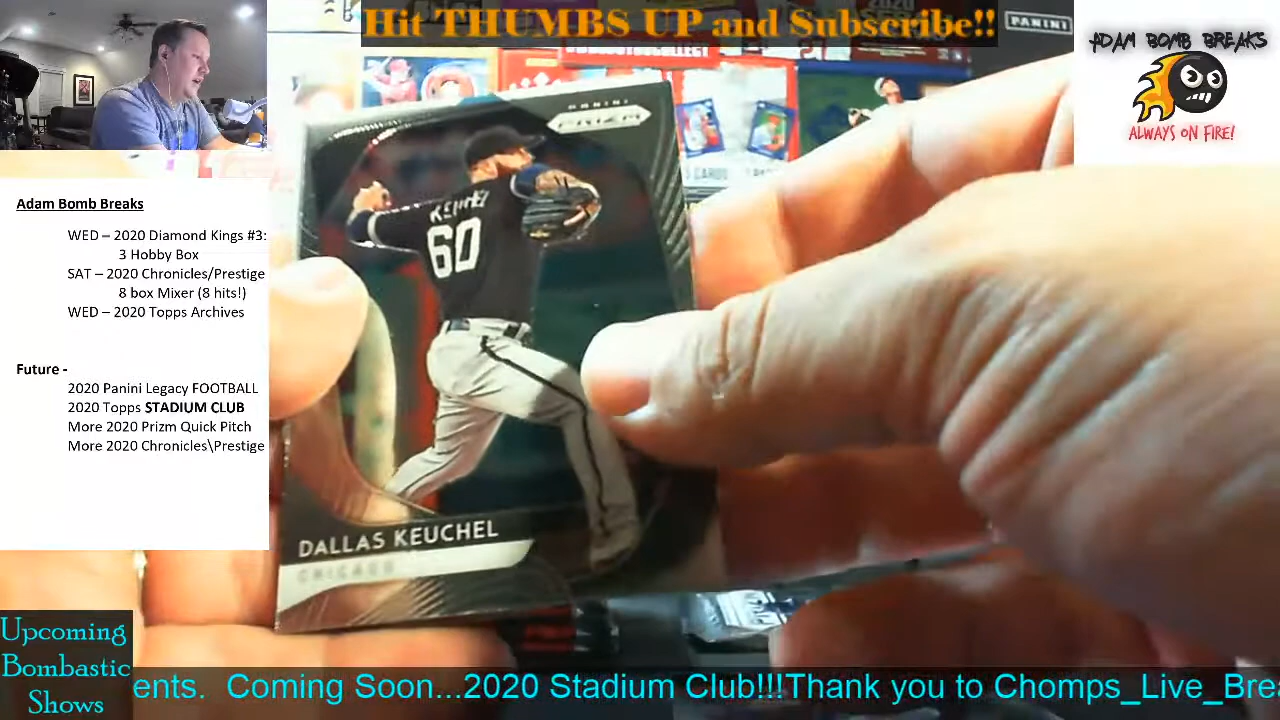 Hit THUMBS UP and Subscribe!!
PANINI
ADAM BOMB BREAKS
ALWAYS ON FIRE!
Adam Bomb Breaks
WED – 2020 Diamond Kings #3:
3 Hobby Box
SAT – 2020 Chronicles/Prestige
8 box Mixer (8 hits!)
WED – 2020 Topps Archives
Future -
2020 Panini Legacy FOOTBALL
2020 Topps STADIUM CLUB
More 2020 Prizm Quick Pitch
More 2020 Chronicles\Prestige
PANINI
PRIZM
KEUCHEL
60
DALLAS KEUCHEL
CHICAGO
Upcoming
Bombastic
Shows
ents. Coming Soon...2020 Stadium Club!!!Thank you to Chomps_Live_Brea